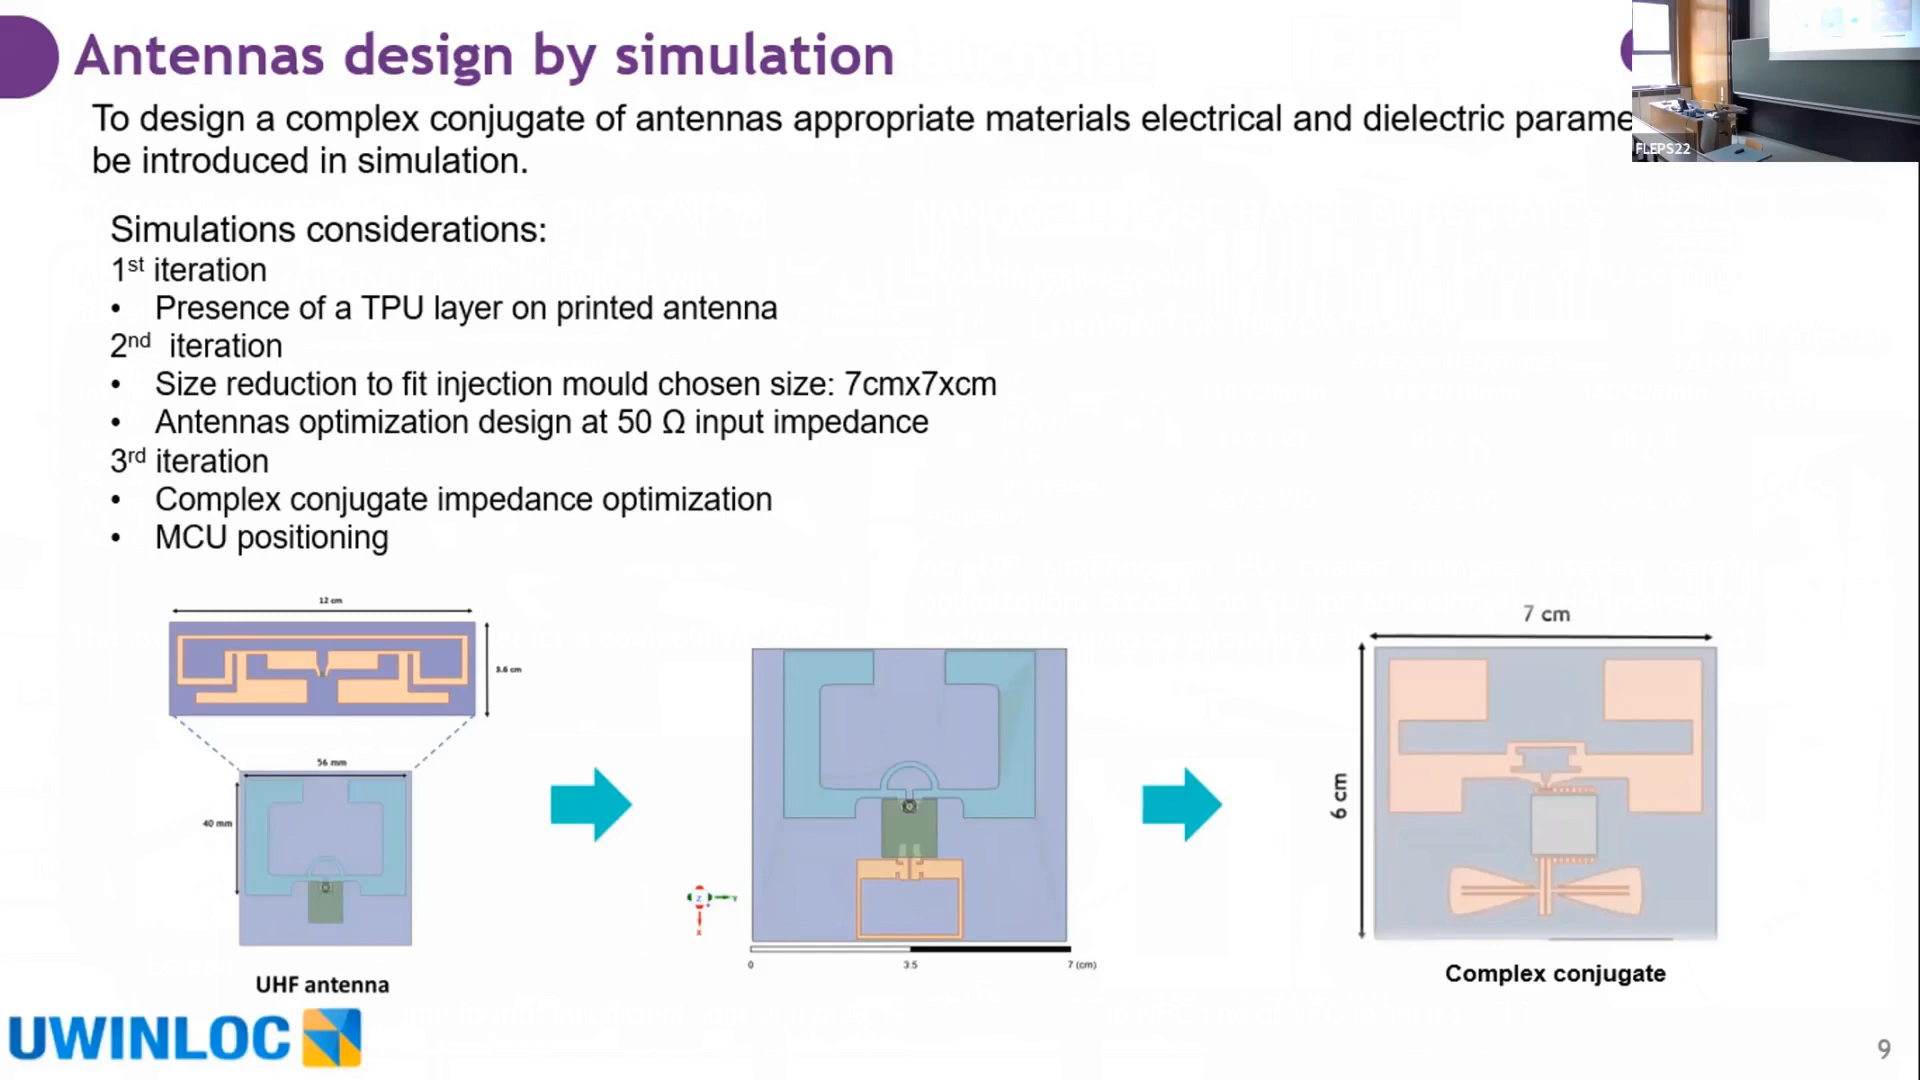 Antennas design by simulation
To design a complex conjugate of antennas appropriate materials electrical and dielectric parame
be introduced in simulation.
FLEPS22
Simulations considerations:
1st iteration
• Presence of a TPU layer on printed antenna
2nd iteration
• Size reduction to fit injection mould chosen size: 7cmx7xcm
• Antennas optimization design at 50 Ω input impedance
3rd iteration
• Complex conjugate impedance optimization
• MCU positioning
12 cm
3.6 cm
56 mm
40 mm
UHF antenna
Z
Y
X
0 3.5 7 (cm)
7 cm
6 cm
Complex conjugate
UWINLOC
9